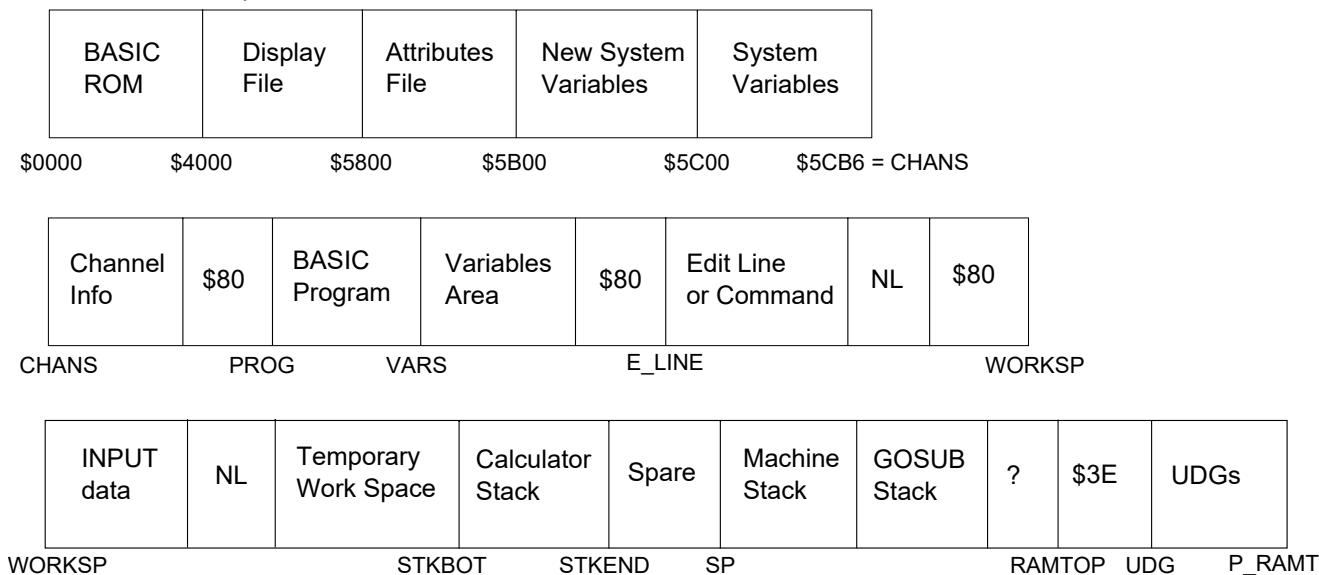 BASIC ROM
Display File
Attributes File
New System Variables
System Variables
$0000 $4000 $5800 $5B00 $5C00 $5CB6 = CHANS
Channel Info
$80
BASIC Program
Variables Area
$80
Edit Line or Command
NL
$80
CHANS PROG VARS E_LINE WORKSP
INPUT data
NL
Temporary Work Space
Calculator Stack
Spare
Machine Stack
GOSUB Stack
?
$3E
UDGs
WORKSP STKBOT STKEND SP RAMTOP UDG P_RAMT